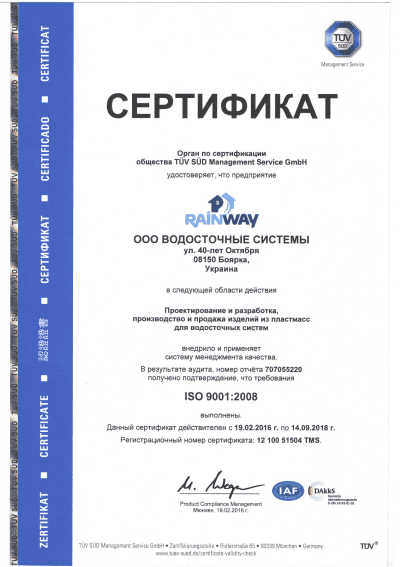 TÜV
SÜD
Management Service
СЕРТИФИКАТ
Орган по сертификации
общества TÜV SÜD Management Service GmbH
удостоверяет, что предприятие
RAINWAY
ООО ВОДОСТОЧНЫЕ СИСТЕМЫ
ул. 40-лет Октября
08150 Боярка,
Украина
в следующей области действия
Проектирование и разработка,
производство и продажа изделий из пластмасс
для водосточных систем
внедрило и применяет
систему менеджмента качества.
В результате аудита, номер отчёта 707055220
получено подтверждение, что требования
ISO 9001:2008
выполнены.
Данный сертификат действителен с 19.02.2016 г. по 14.09.2018 г.
Регистрационный номер сертификата: 12 100 51504 TMS.
Product Compliance Management
Мюнхен, 19.02.2016 г.
IAF
DAkkS
Deutsche
Akkreditierungsstelle
TÜV SÜD Management Service GmbH • Zertifizierungsstelle • Ridlerstraße 65 • 80339 München • Germany
www.tuev-sued.de/certificate-validity-check
TÜV®
ZERTIFIKAT ■ CERTIFICATE ■ 認證證書 ■ СЕРТИФИКАТ ■ CERTIFICADO ■ CERTIFICAT